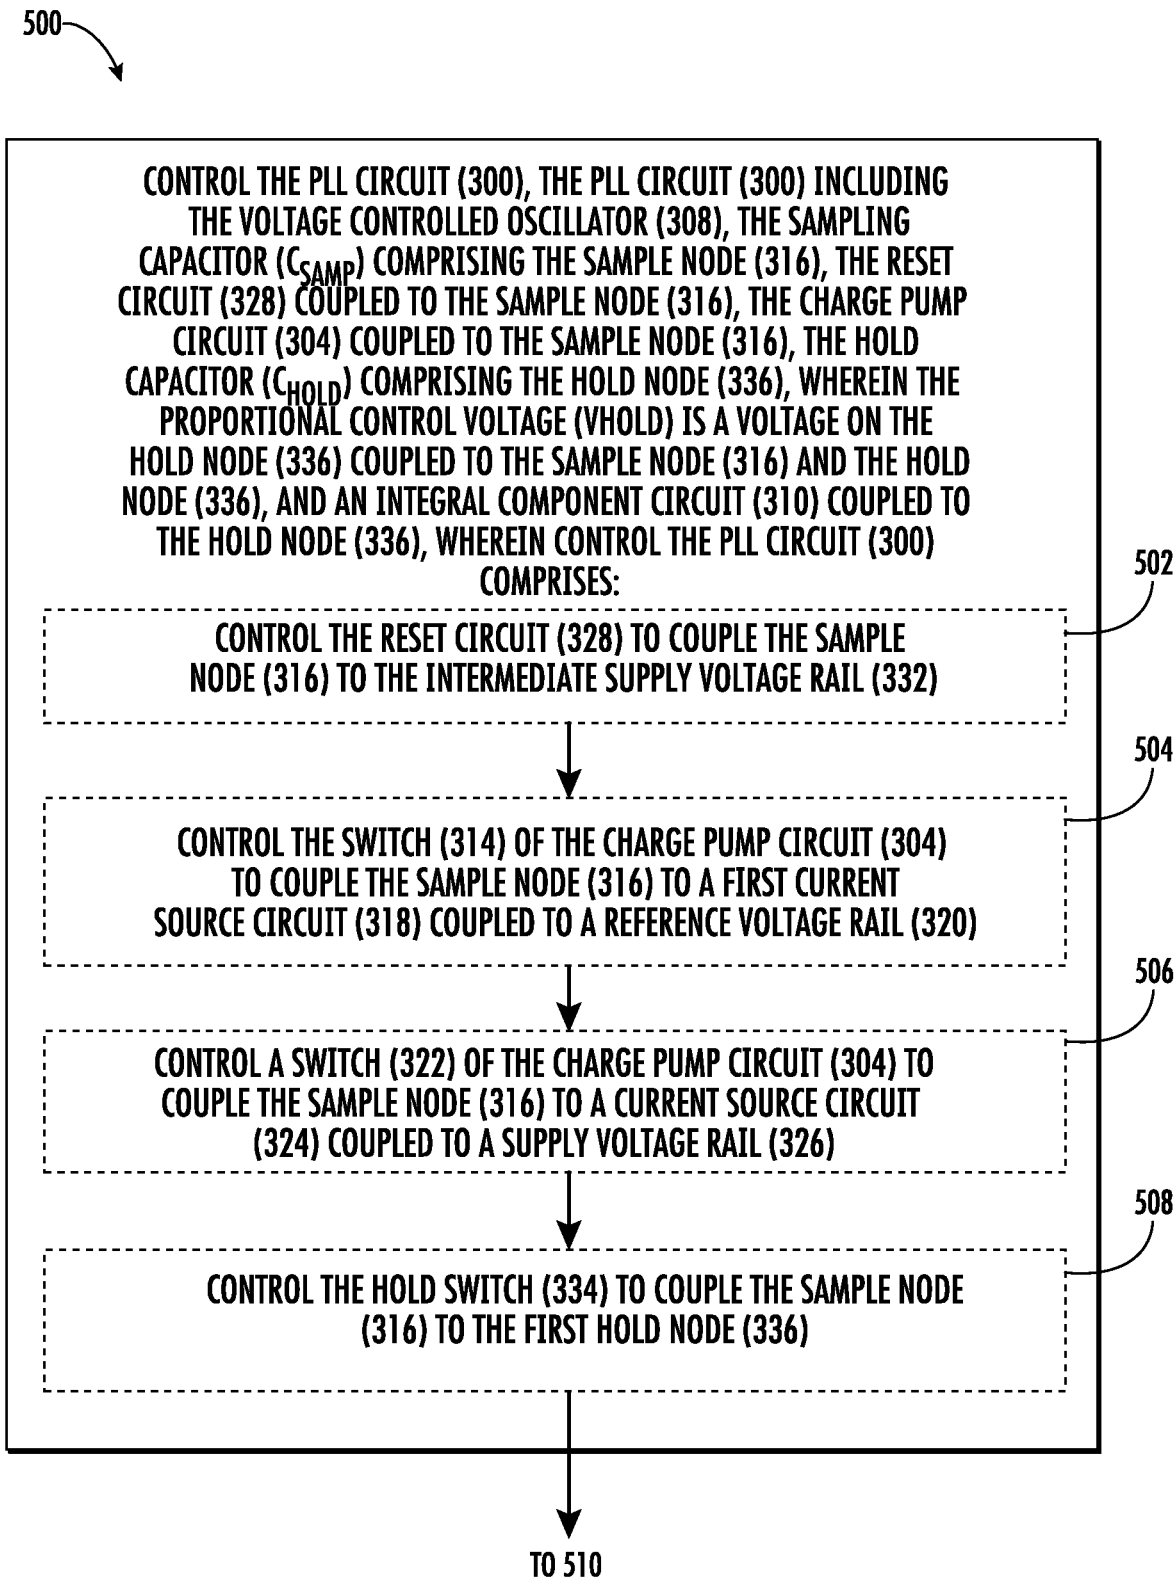 500
CONTROL THE PLL CIRCUIT (300), THE PLL CIRCUIT (300) INCLUDING
THE VOLTAGE CONTROLLED OSCILLATOR (308), THE SAMPLING
CAPACITOR (CSAMP) COMPRISING THE SAMPLE NODE (316), THE RESET
CIRCUIT (328) COUPLED TO THE SAMPLE NODE (316), THE CHARGE PUMP
CIRCUIT (304) COUPLED TO THE SAMPLE NODE (316), THE HOLD
CAPACITOR (CHOLD) COMPRISING THE HOLD NODE (336), WHEREIN THE
PROPORTIONAL CONTROL VOLTAGE (VHOLD) IS A VOLTAGE ON THE
HOLD NODE (336) COUPLED TO THE SAMPLE NODE (316) AND THE HOLD
NODE (336), AND AN INTEGRAL COMPONENT CIRCUIT (310) COUPLED TO
THE HOLD NODE (336), WHEREIN CONTROL THE PLL CIRCUIT (300)
COMPRISES:
502
CONTROL THE RESET CIRCUIT (328) TO COUPLE THE SAMPLE
NODE (316) TO THE INTERMEDIATE SUPPLY VOLTAGE RAIL (332)
504
CONTROL THE SWITCH (314) OF THE CHARGE PUMP CIRCUIT (304)
TO COUPLE THE SAMPLE NODE (316) TO A FIRST CURRENT
SOURCE CIRCUIT (318) COUPLED TO A REFERENCE VOLTAGE RAIL (320)
506
CONTROL A SWITCH (322) OF THE CHARGE PUMP CIRCUIT (304) TO
COUPLE THE SAMPLE NODE (316) TO A CURRENT SOURCE CIRCUIT
(324) COUPLED TO A SUPPLY VOLTAGE RAIL (326)
508
CONTROL THE HOLD SWITCH (334) TO COUPLE THE SAMPLE NODE
(316) TO THE FIRST HOLD NODE (336)
TO 510